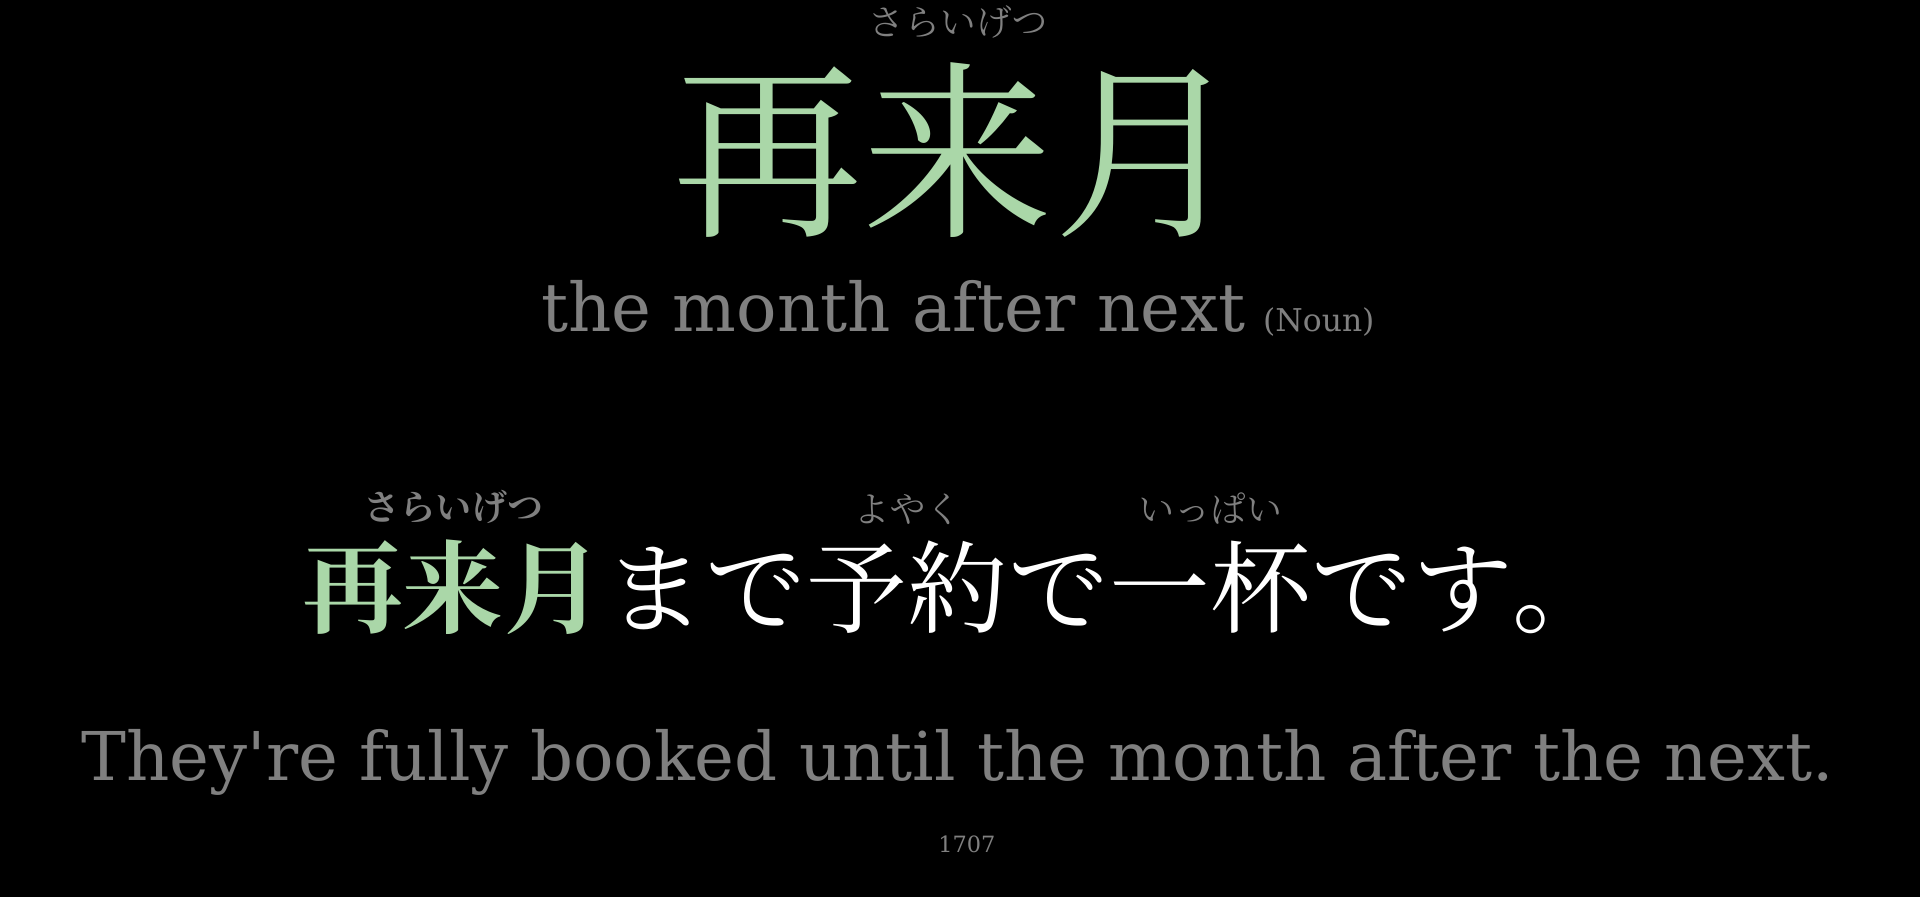 さらいげつ
再来月
the month after next (Noun)
さらいげつ よやく いっぱい
再来月まで予約で一杯です。
They're fully booked until the month after the next.
1707